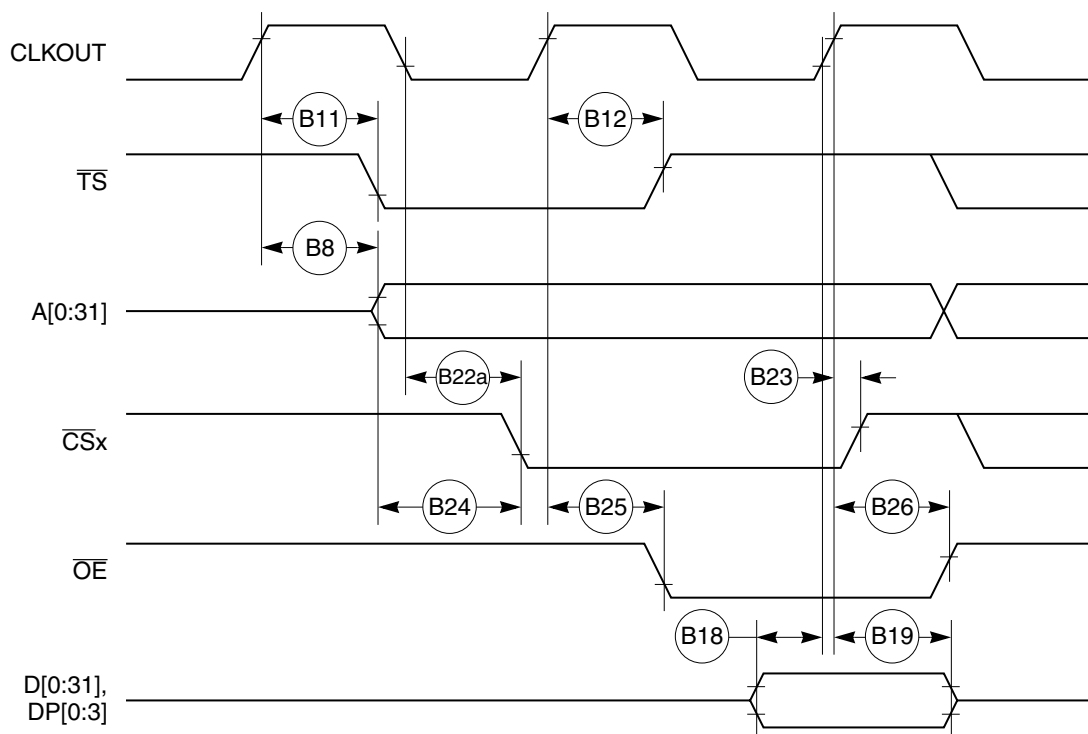 CLKOUT
B11
B12
TS
B8
A[0:31]
B22a
B23
CSx
B24
B25
B26
OE
B18
B19
D[0:31],
DP[0:3]